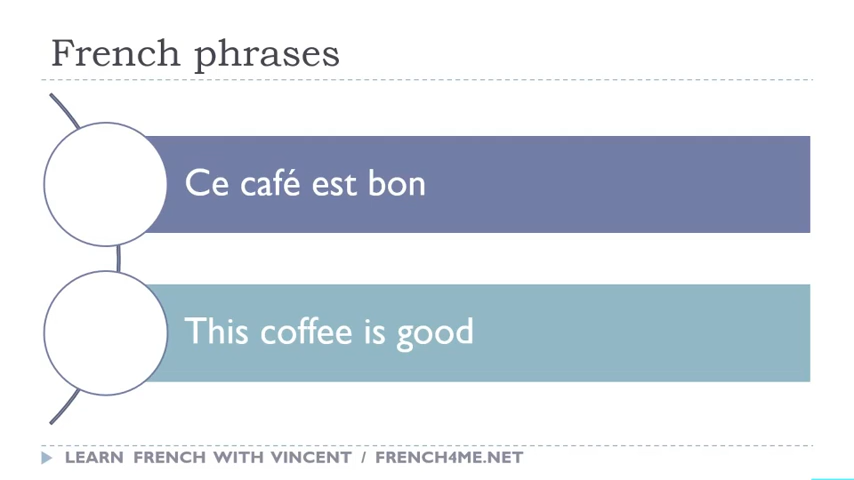 French phrases
Ce café est bon
This coffee is good
LEARN FRENCH WITH VINCENT / FRENCH4ME.NET